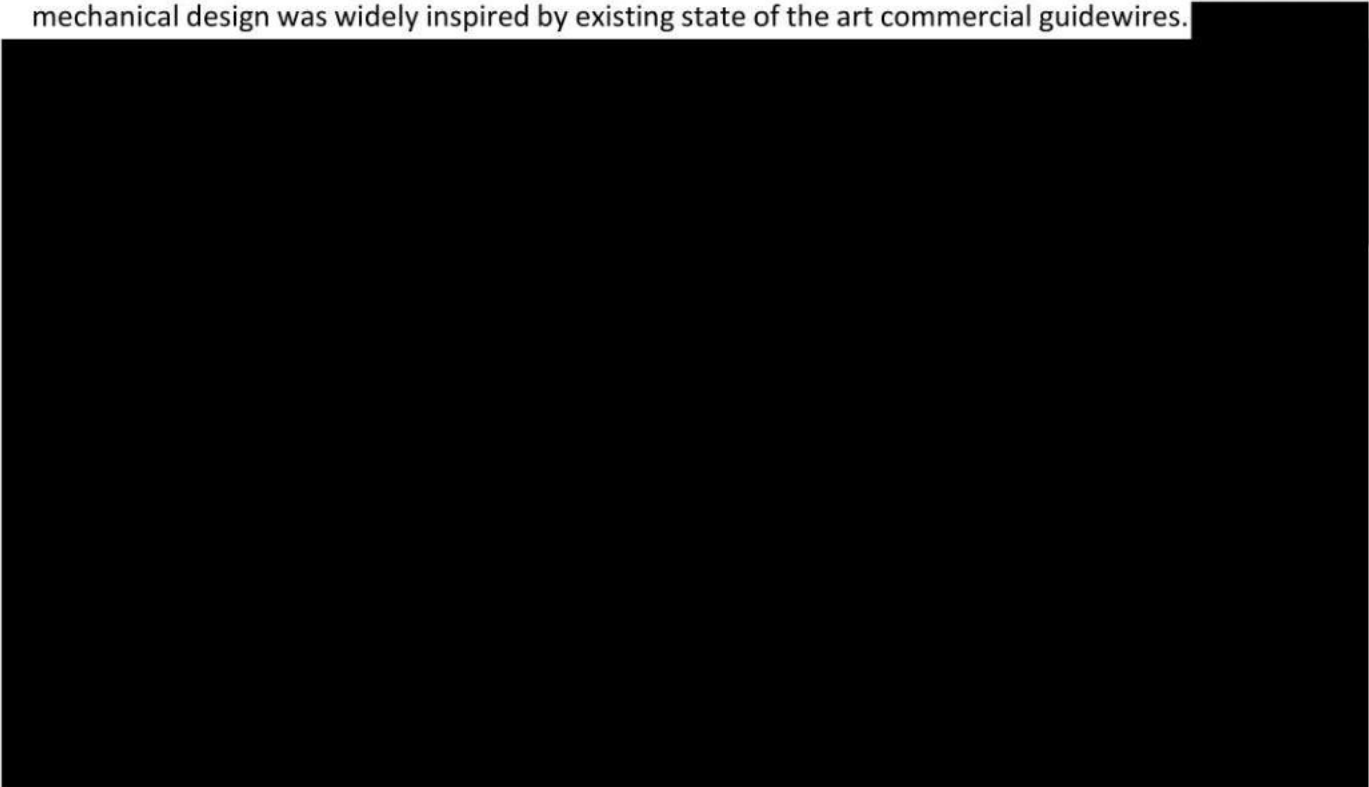 mechanical design was widely inspired by existing state of the art commercial guidewires.